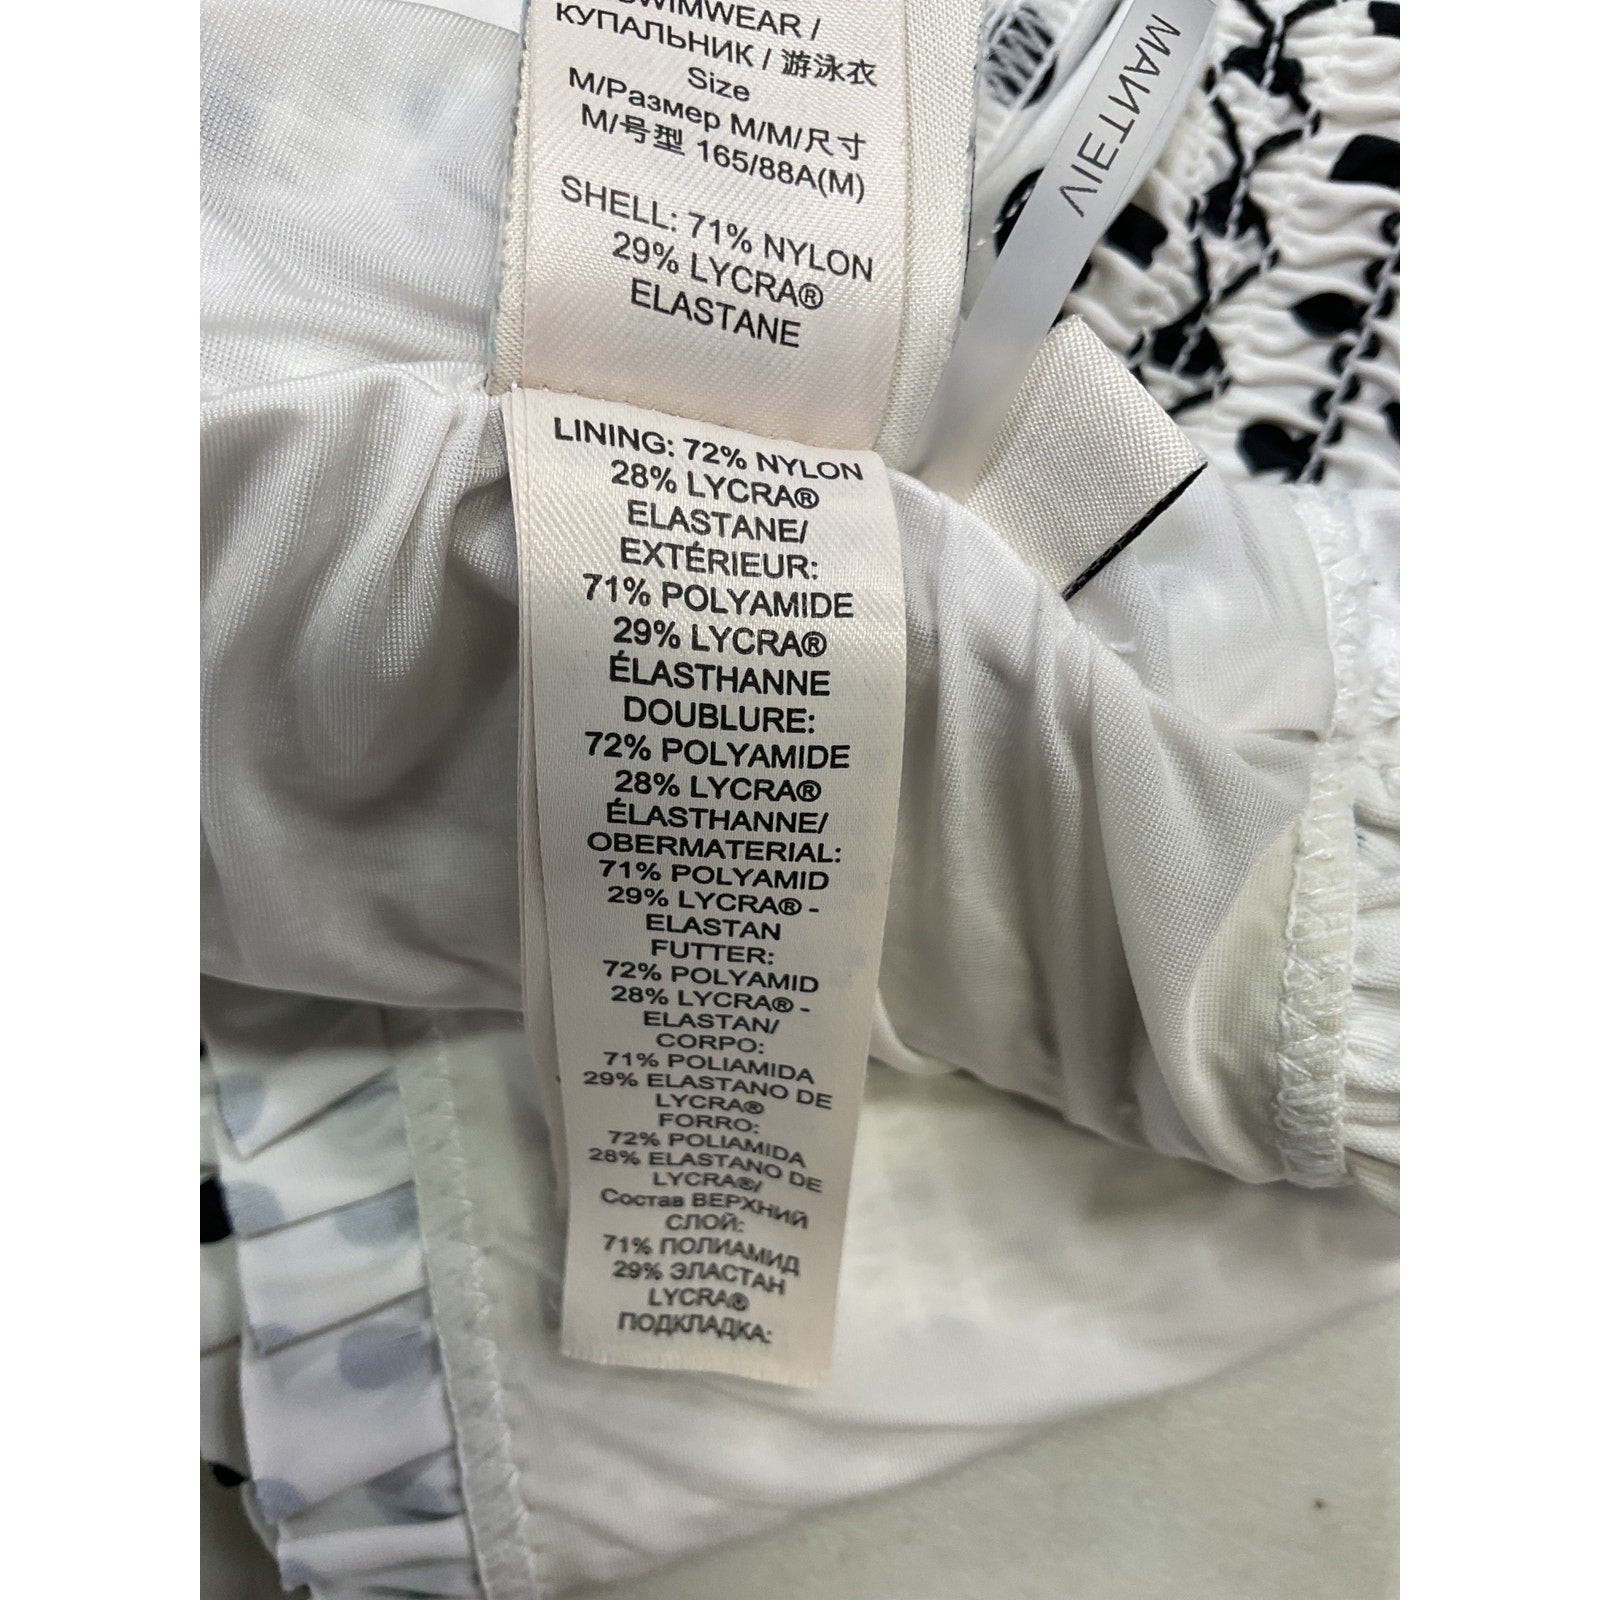 SWIMWEAR /
КУПАЛЬНИК / 游泳衣
Size
M/Размер M/M/尺寸
M/号型 165/88A(M)
SHELL: 71% NYLON
29% LYCRA®
ELASTANE
LINING: 72% NYLON
28% LYCRA®
ELASTANE/
EXTÉRIEUR:
71% POLYAMIDE
29% LYCRA®
ÉLASTHANNE
DOUBLURE:
72% POLYAMIDE
28% LYCRA®
ÉLASTHANNE/
OBERMATERIAL:
71% POLYAMID
29% LYCRA® -
ELASTAN
FUTTER:
72% POLYAMID
28% LYCRA® -
ELASTAN/
CORPO:
71% POLIAMIDA
29% ELASTANO DE
LYCRA®
FORRO:
72% POLIAMIDA
28% ELASTANO DE
LYCRA®/
Состав ВЕРХНИЙ
СЛОЙ:
71% ПОЛИАМИД
29% ЭЛАСТАН
LYCRA®
ПОДКЛАДКА:
VIETNAM